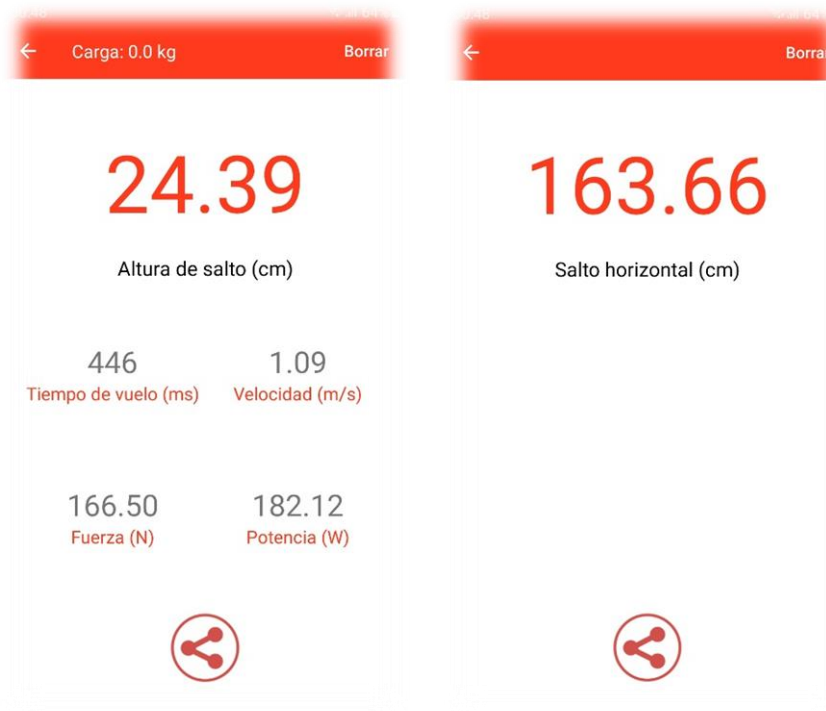 Carga: 0.0 kg
Borrar
24.39
Altura de salto (cm)
446
1.09
Tiempo de vuelo (ms)
Velocidad (m/s)
166.50
182.12
Fuerza (N)
Potencia (W)
Borrar
163.66
Salto horizontal (cm)